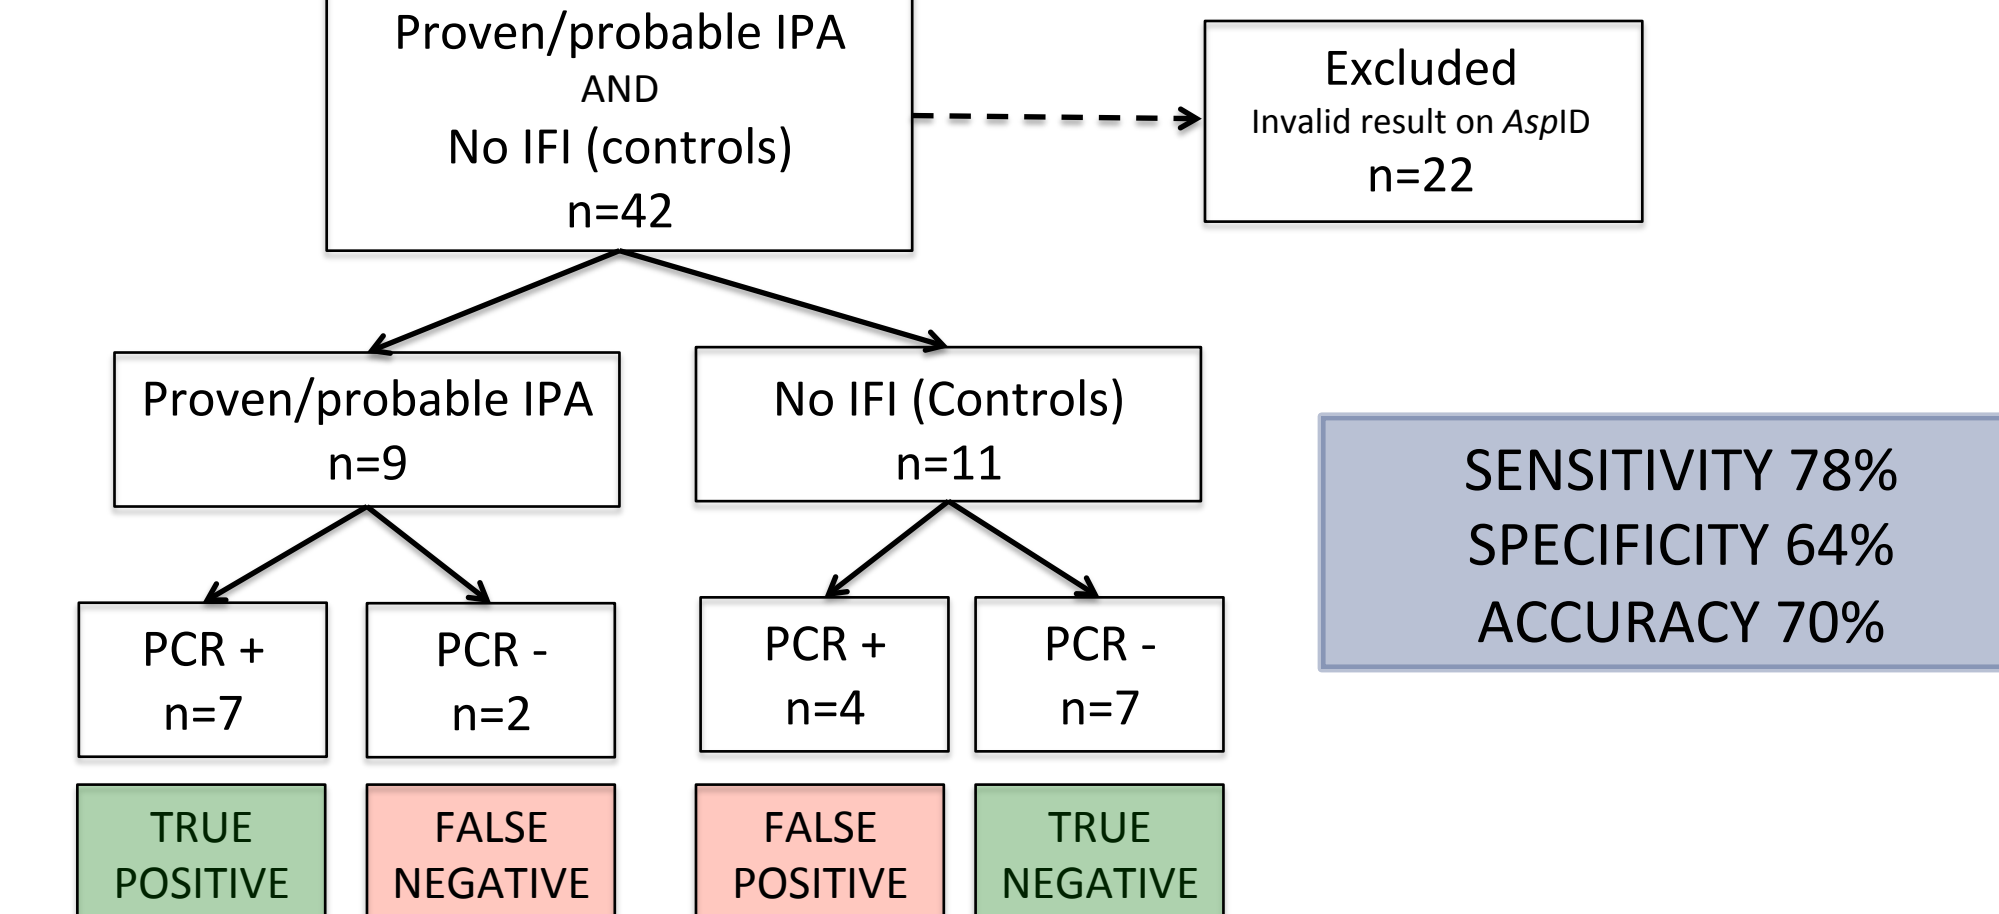 Proven/probable IPA
AND
No IFI (controls)
n=42
Excluded
Invalid result on AspID
n=22
Proven/probable IPA
n=9
No IFI (Controls)
n=11
SENSITIVITY 78%
SPECIFICITY 64%
ACCURACY 70%
PCR +
n=7
PCR -
n=2
PCR +
n=4
PCR -
n=7
TRUE
POSITIVE
FALSE
NEGATIVE
FALSE
POSITIVE
TRUE
NEGATIVE